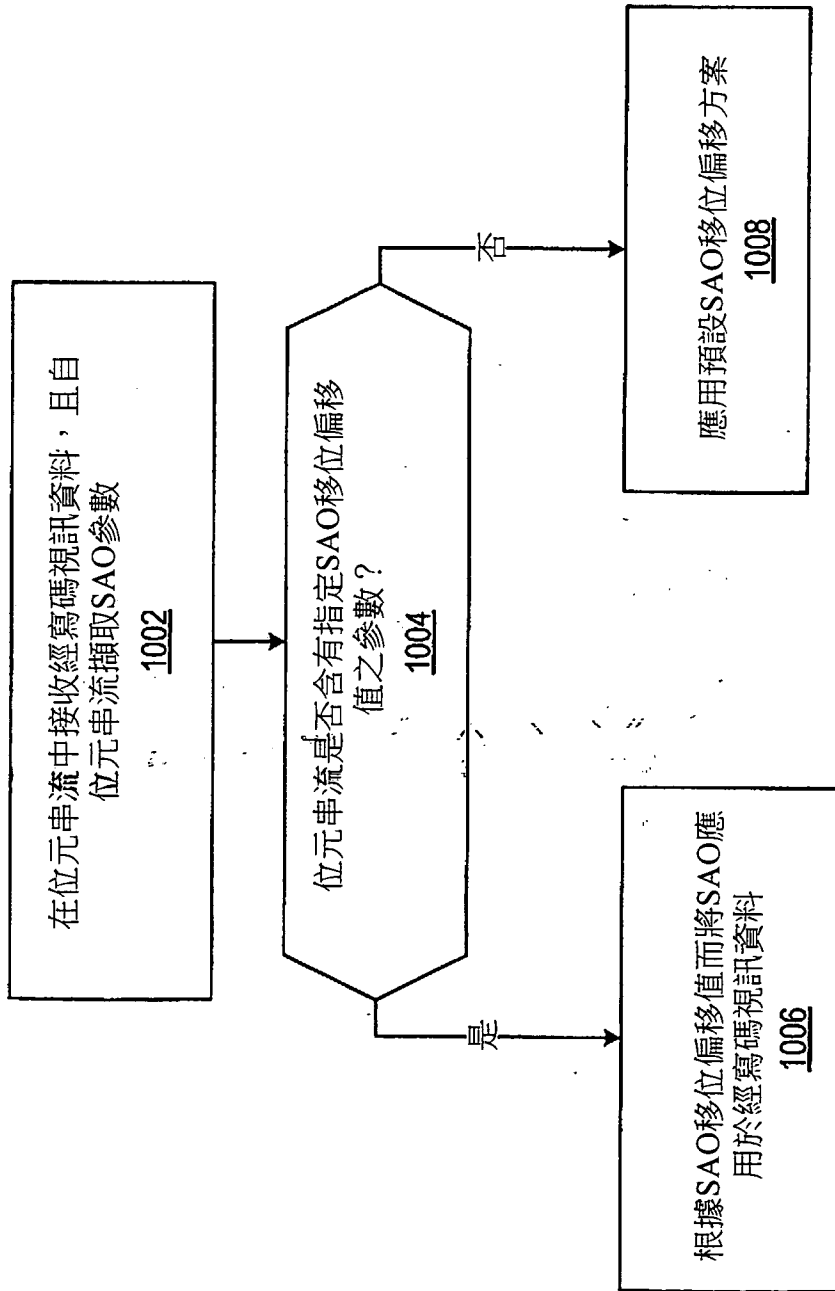 在位元串流中接收經寫碼視訊資料，且自
位元串流擷取SAO參數
1002
位元串流是否含有指定SAO移位偏移
值之參數？
1004
是
否
根據SAO移位偏移值而將SAO應
用於經寫碼視訊資料
1006
應用預設SAO移位偏移方案
1008